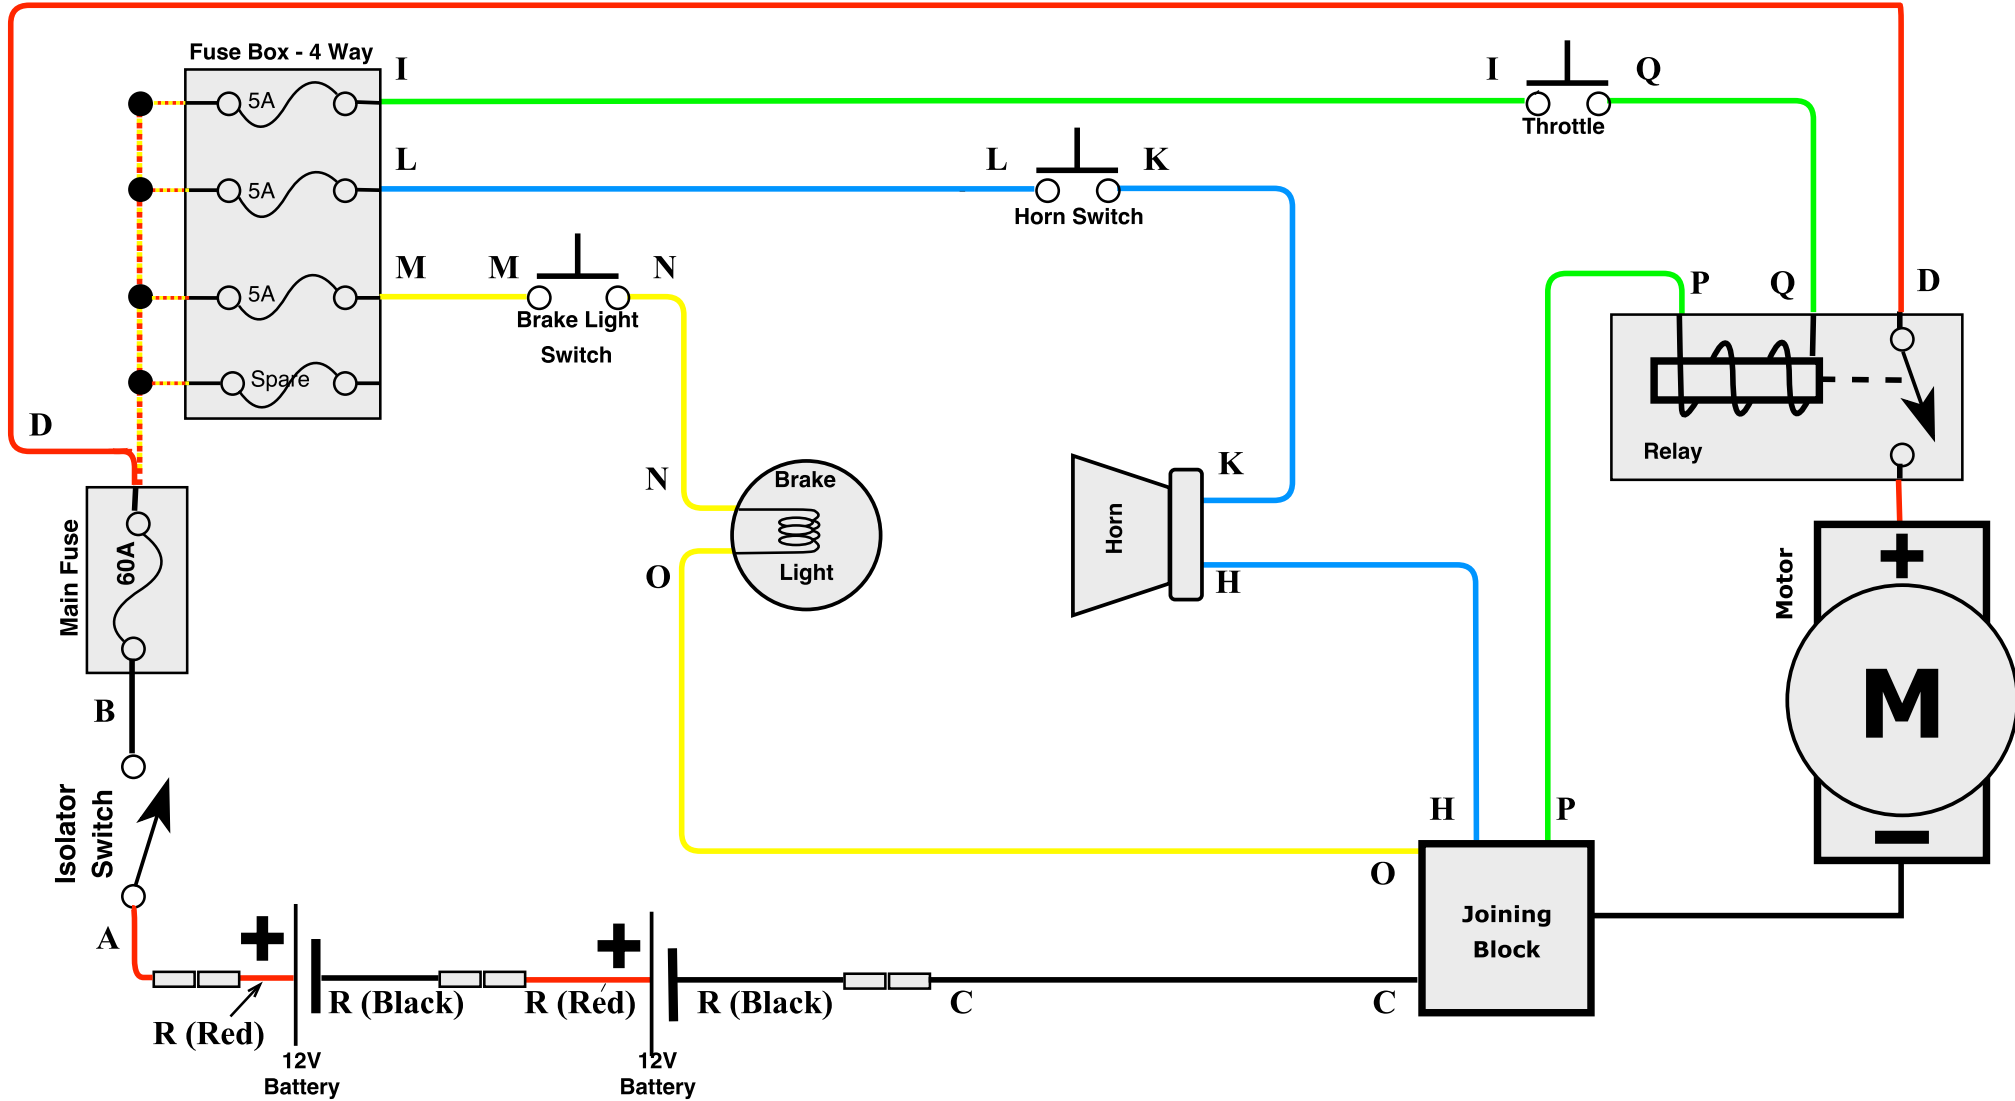 Fuse Box - 4 Way
I
I
Q
5A
Throttle
L
L
K
5A
Horn Switch
M
M
N
5A
Brake Light
Switch
P
Q
D
Spare
D
Relay
N
Brake
Light
O
Horn
K
H
Main Fuse
60A
Motor
+
M
−
B
Isolator
Switch
A
H
P
O
Joining
Block
+
+
R (Red)
R (Black)
R (Red)
R (Black)
C
C
12V
Battery
12V
Battery